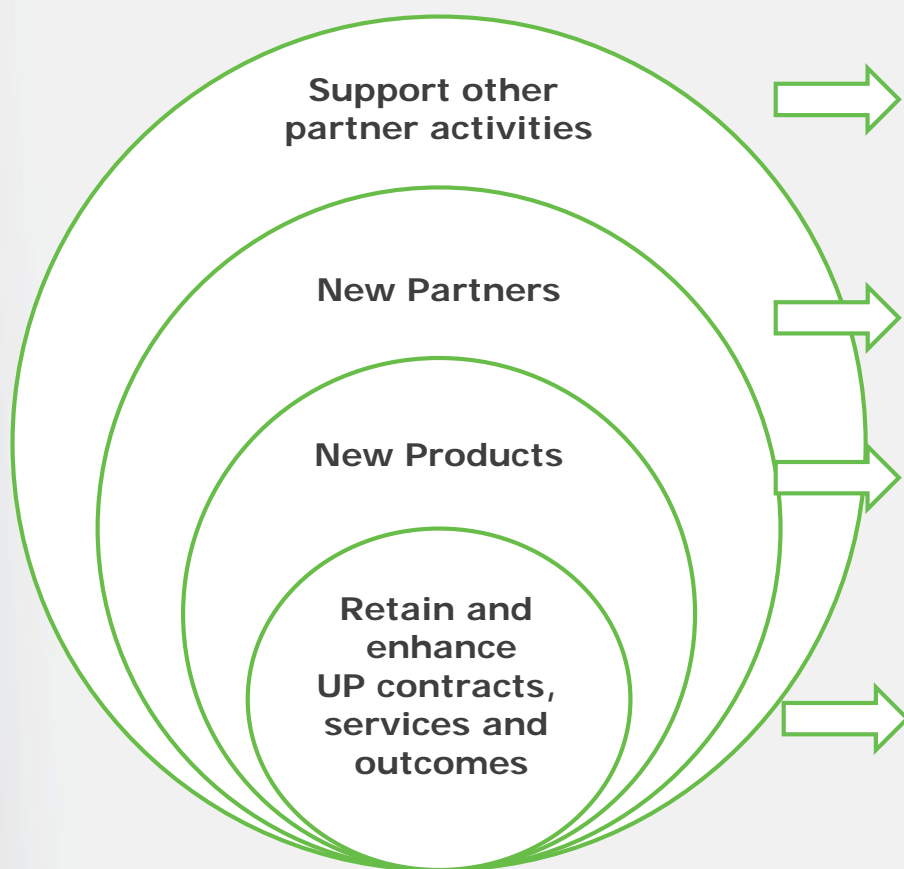 Support other
partner activities
New Partners
New Products
Retain and
enhance
UP contracts,
services and
outcomes